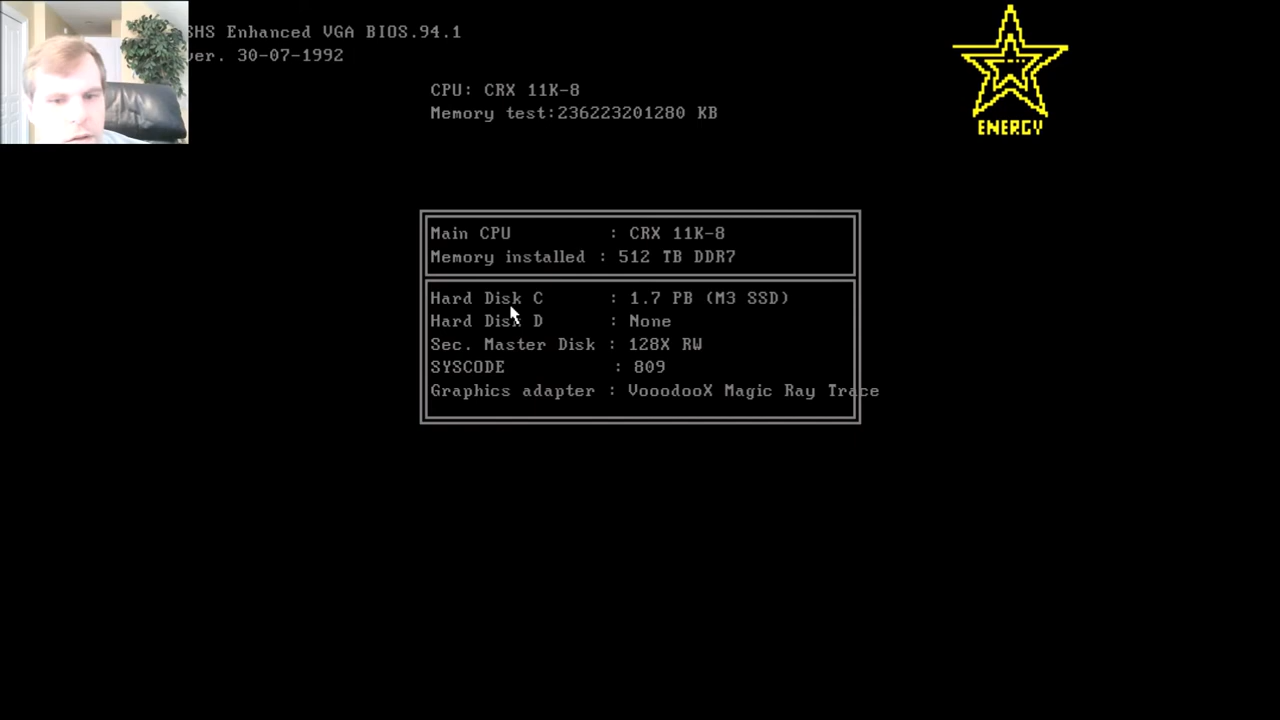 SHS Enhanced VGA BIOS.94.1
ver. 30-07-1992
ENERGY
CPU: CRX 11K-8
Memory test:236223201280 KB
Main CPU : CRX 11K-8
Memory installed : 512 TB DDR7
Hard Disk C : 1.7 PB (M3 SSD)
Hard Disk D : None
Sec. Master Disk : 128X RW
SYSCODE : 809
Graphics adapter : VooodooX Magic Ray Trace